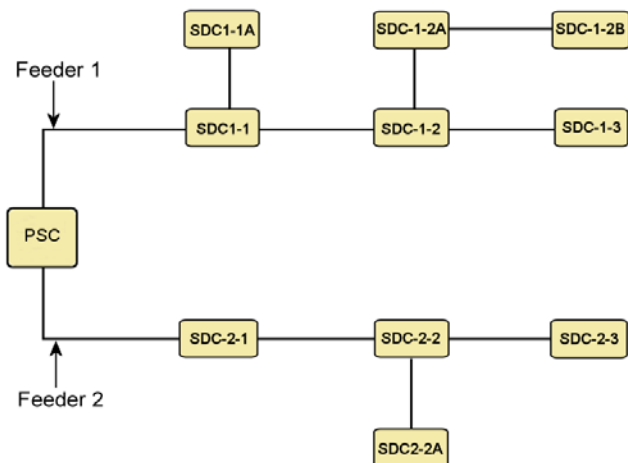 SDC1-1A
SDC-1-2A
SDC-1-2B
Feeder 1
SDC1-1
SDC-1-2
SDC-1-3
PSC
SDC-2-1
SDC-2-2
SDC-2-3
Feeder 2
SDC2-2A